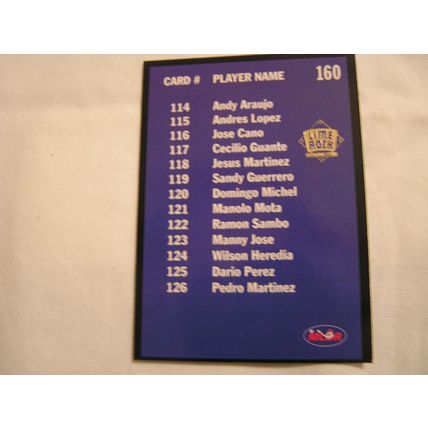 CARD # PLAYER NAME 160
114 Andy Araujo
115 Andres Lopez
116 Jose Cano
117 Cecilio Guante
118 Jesus Martinez
119 Sandy Guerrero
120 Domingo Michel
121 Manolo Mota
122 Ramon Sambo
123 Manny Jose
124 Wilson Heredia
125 Dario Perez
126 Pedro Martinez
LIME
ROCK